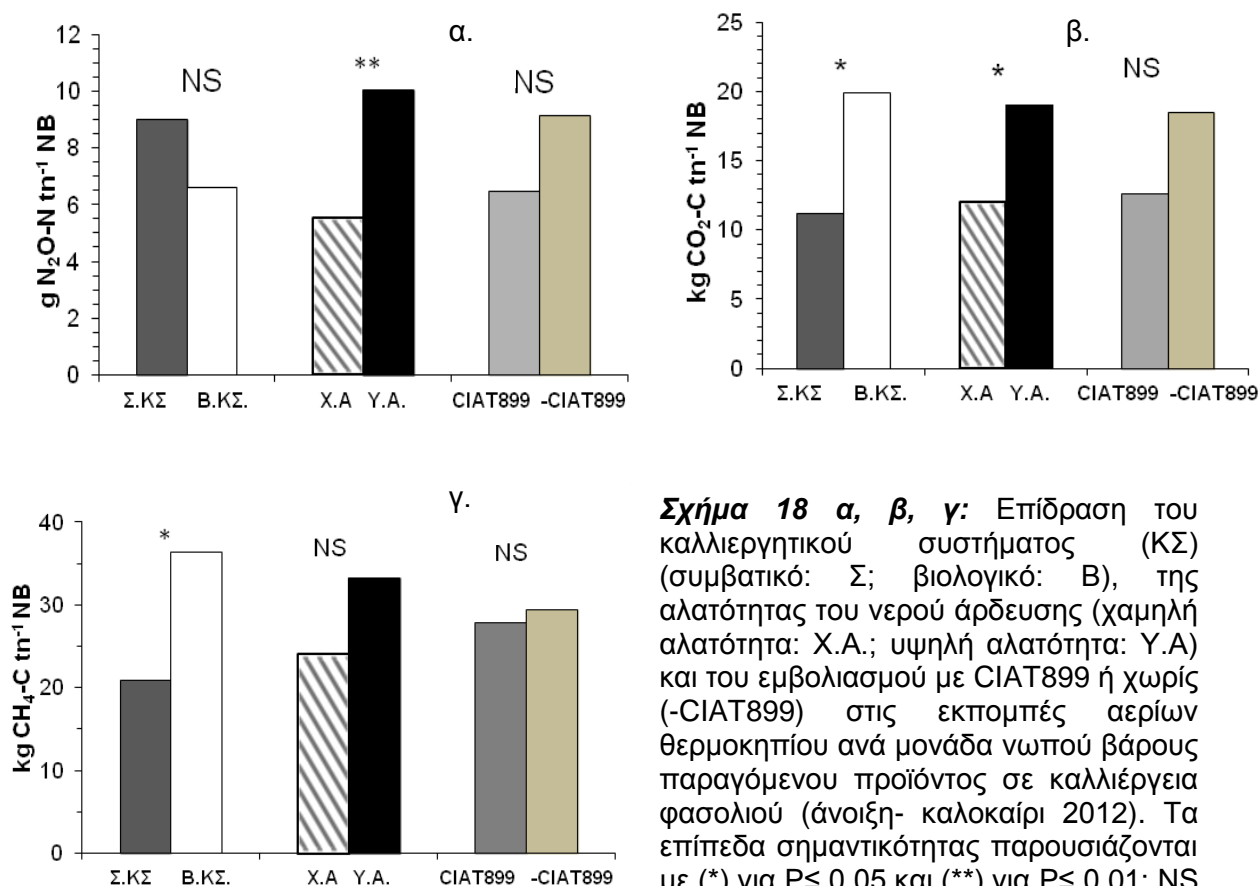 α.
12
10
8
6
4
2
0
g N₂O-N tn⁻¹ NB
NS
**
NS
Σ.ΚΣ Β.ΚΣ. Χ.Α Υ.Α. CIAT899 -CIAT899
β.
25
20
15
10
5
0
kg CO₂-C tn⁻¹ NB
*
*
NS
Σ.ΚΣ Β.ΚΣ. Χ.Α Υ.Α. CIAT899 -CIAT899
γ.
40
30
20
10
0
kg CH₄-C tn⁻¹ NB
*
NS
NS
Σ.ΚΣ Β.ΚΣ. Χ.Α Υ.Α. CIAT899 -CIAT899
Σχήμα 18 α, β, γ: Επίδραση του
καλλιεργητικού συστήματος (ΚΣ)
(συμβατικό: Σ; βιολογικό: Β), της
αλατότητας του νερού άρδευσης (χαμηλή
αλατότητα: Χ.Α.; υψηλή αλατότητα: Υ.Α)
και του εμβολιασμού με CIAT899 ή χωρίς
(-CIAT899) στις εκπομπές αερίων
θερμοκηπίου ανά μονάδα νωπού βάρους
παραγόμενου προϊόντος σε καλλιέργεια
φασολιού (άνοιξη- καλοκαίρι 2012). Τα
επίπεδα σημαντικότητας παρουσιάζονται
με (*) για P≤ 0.05 και (**) για P≤ 0.01; NS